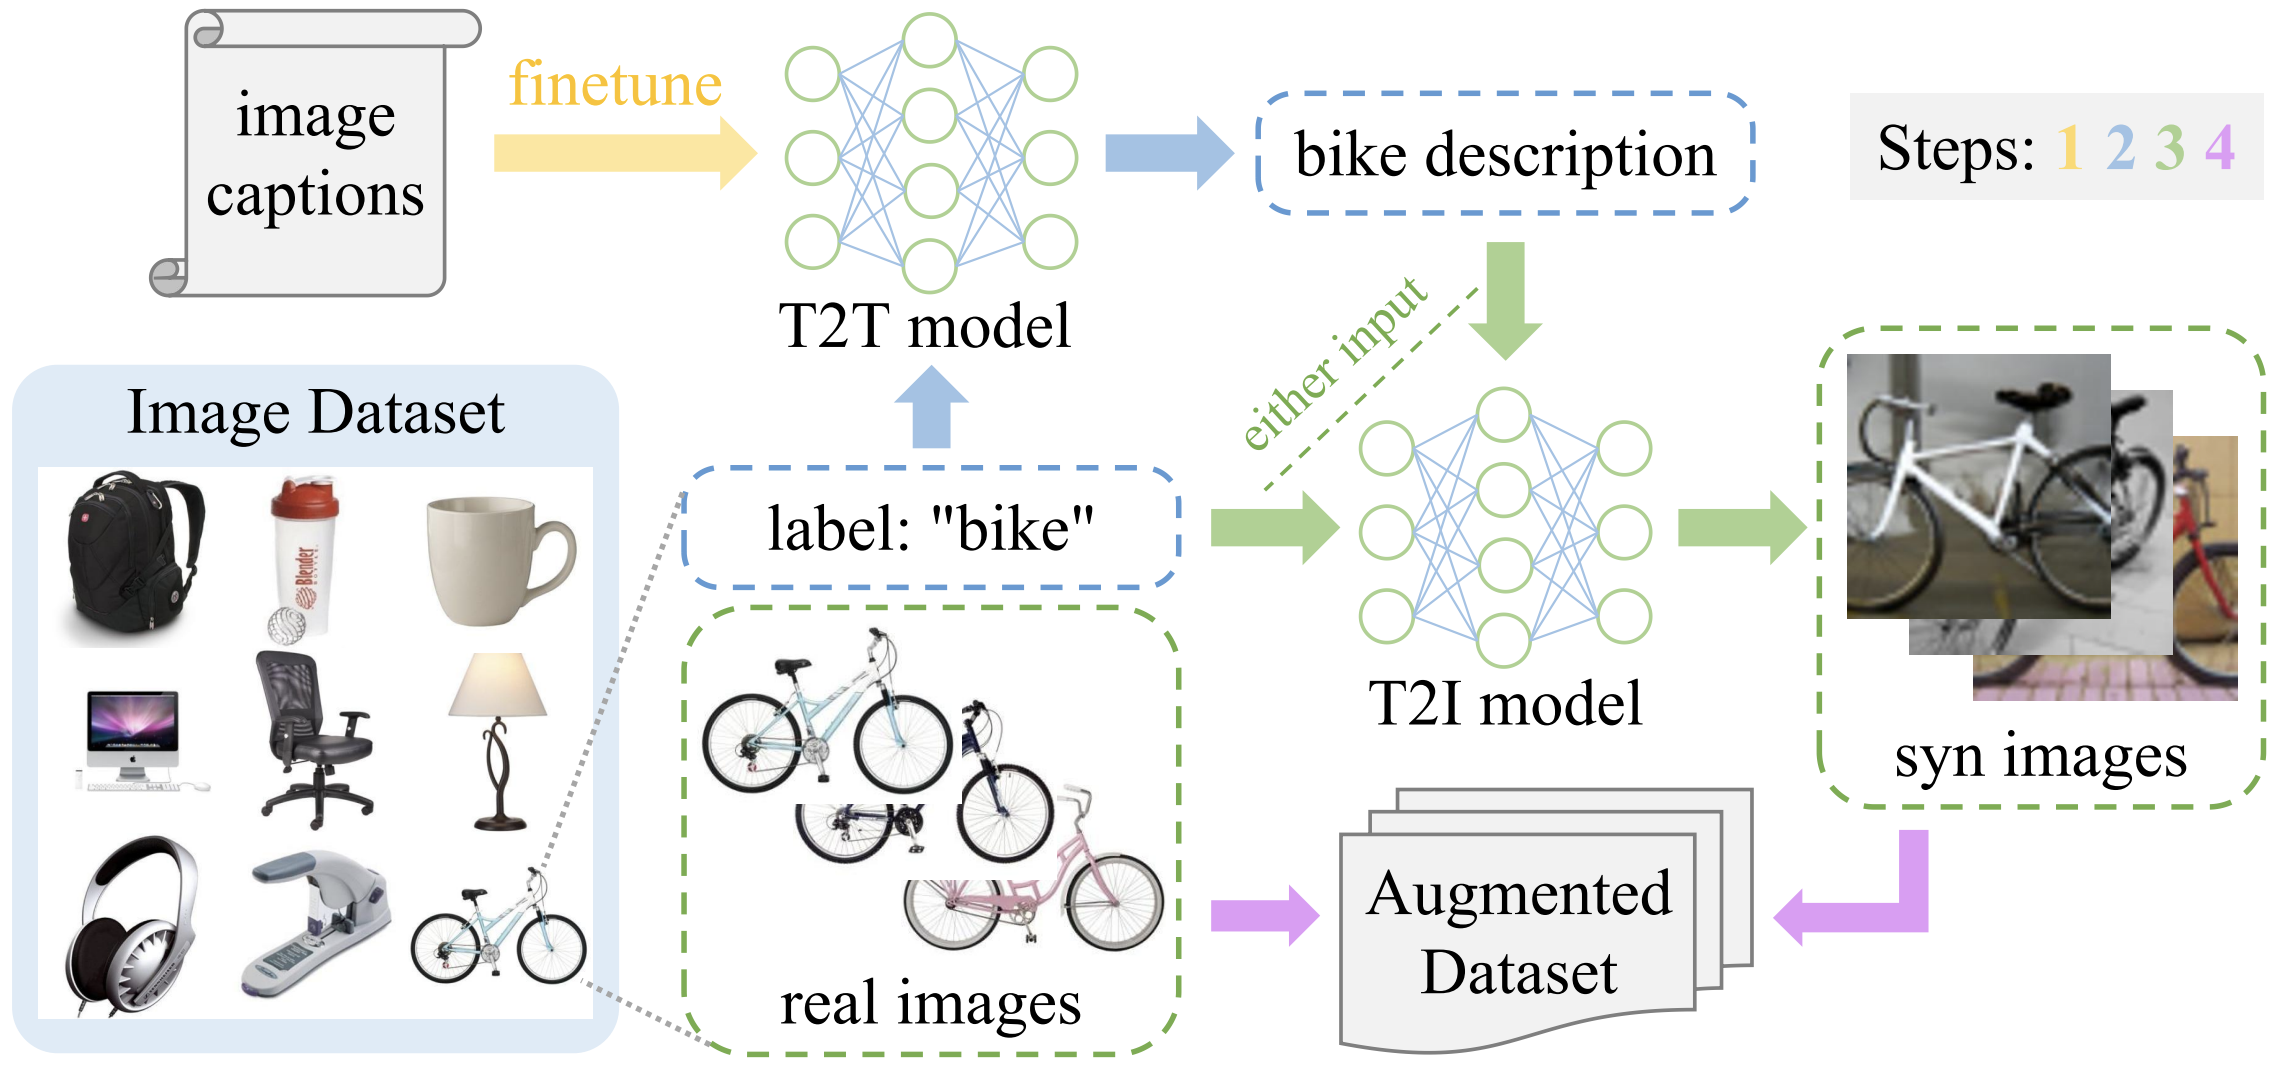 image
captions
finetune
T2T model
bike description
Steps: 1 2 3 4
either input
Image Dataset
Blender
label: "bike"
T2I model
syn images
real images
Augmented
Dataset